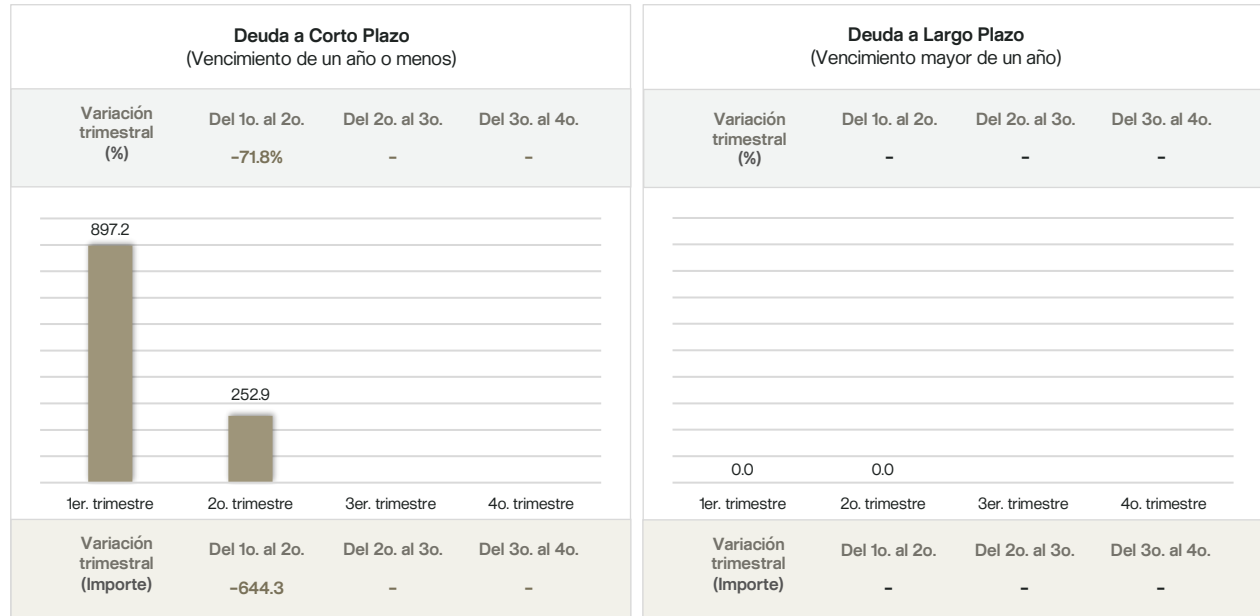 Deuda a Corto Plazo
(Vencimiento de un año o menos)
Variación
trimestral
(%)
Del 1o. al 2o.
Del 2o. al 3o.
Del 3o. al 4o.
-71.8%
-
-
897.2
252.9
1er. trimestre
2o. trimestre
3er. trimestre
4o. trimestre
Variación
trimestral
(Importe)
Del 1o. al 2o.
Del 2o. al 3o.
Del 3o. al 4o.
-644.3
-
-
Deuda a Largo Plazo
(Vencimiento mayor de un año)
Variación
trimestral
(%)
Del 1o. al 2o.
Del 2o. al 3o.
Del 3o. al 4o.
-
-
-
0.0
0.0
1er. trimestre
2o. trimestre
3er. trimestre
4o. trimestre
Variación
trimestral
(Importe)
Del 1o. al 2o.
Del 2o. al 3o.
Del 3o. al 4o.
-
-
-